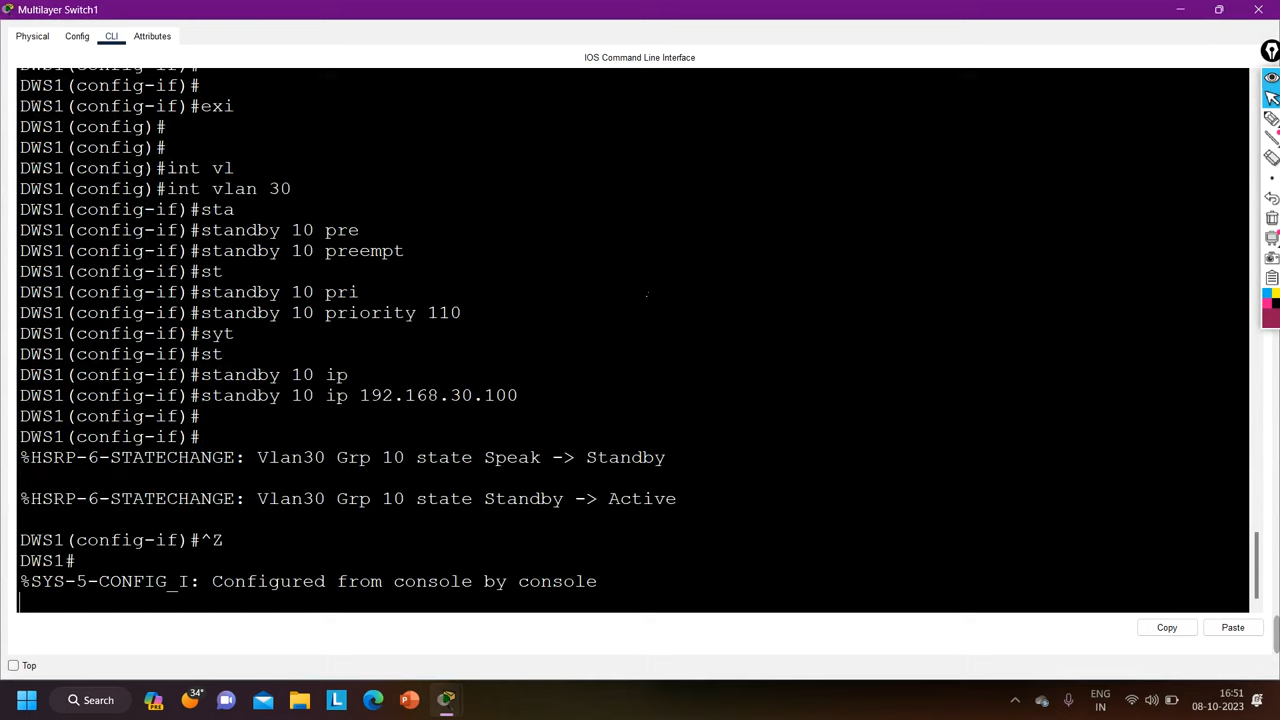 Multilayer Switch1
Physical Config CLI Attributes
IOS Command Line Interface
DWS1(config-if)#
DWS1(config-if)#
DWS1(config-if)#exi
DWS1(config)#
DWS1(config)#
DWS1(config)#int vl
DWS1(config)#int vlan 30
DWS1(config-if)#sta
DWS1(config-if)#standby 10 pre
DWS1(config-if)#standby 10 preempt
DWS1(config-if)#st
DWS1(config-if)#standby 10 pri
DWS1(config-if)#standby 10 priority 110
DWS1(config-if)#syt
DWS1(config-if)#st
DWS1(config-if)#standby 10 ip
DWS1(config-if)#standby 10 ip 192.168.30.100
DWS1(config-if)#
DWS1(config-if)#
%HSRP-6-STATECHANGE: Vlan30 Grp 10 state Speak -> Standby
%HSRP-6-STATECHANGE: Vlan30 Grp 10 state Standby -> Active
DWS1(config-if)#^Z
DWS1#
%SYS-5-CONFIG_I: Configured from console by console
Copy Paste
Top
34°
Search
PRE
L
P
ENG
IN
16:51
08-10-2023